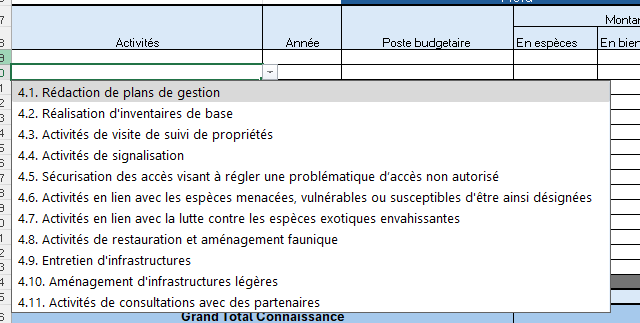 Montan
Activités Année Poste budgetaire En espèces En bien
4.1. Rédaction de plans de gestion
4.2. Réalisation d'inventaires de base
4.3. Activités de visite de suivi de propriétés
4.4. Activités de signalisation
4.5. Sécurisation des accès visant à régler une problématique d'accès non autorisé
4.6. Activités en lien avec les espèces menacées, vulnérables ou susceptibles d'être ainsi désignées
4.7. Activités en lien avec la lutte contre les espèces exotiques envahissantes
4.8. Activités de restauration et aménagement faunique
4.9. Entretien d'infrastructures
4.10. Aménagement d'infrastructures légères
4.11. Activités de consultations avec des partenaires
Grand Total Connaissance